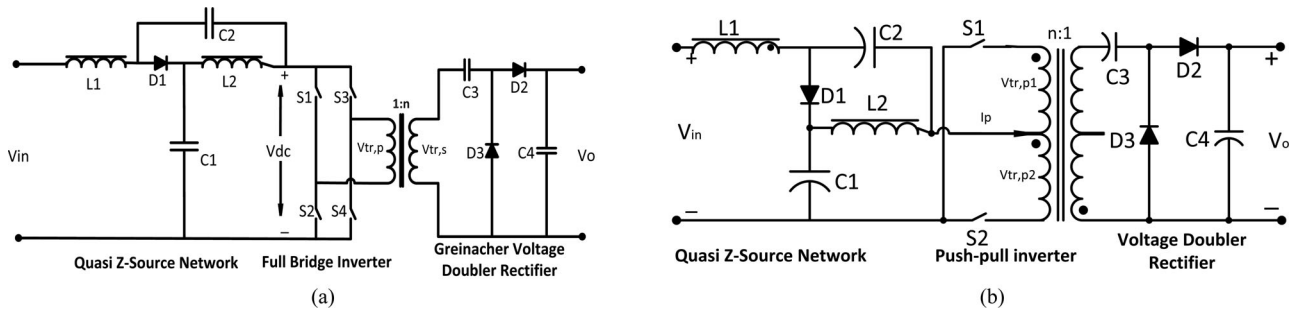 C2
L1
D1
L2
+
S1
S3
C3
D2
1:n
Vin
C1
Vdc
Vtr,p
Vtr,s
D3
C4
Vo
S2
S4
−
Quasi Z-Source Network
Full Bridge Inverter
Greinacher Voltage
Doubler Rectifier
(a)
L1
+
C2
S1
n:1
C3
D2
+
D1
L2
Vtr,p1
Vin
Ip
D3
C4
Vo
C1
Vtr,p2
−
S2
−
Quasi Z-Source Network
Push-pull inverter
Voltage Doubler
Rectifier
(b)